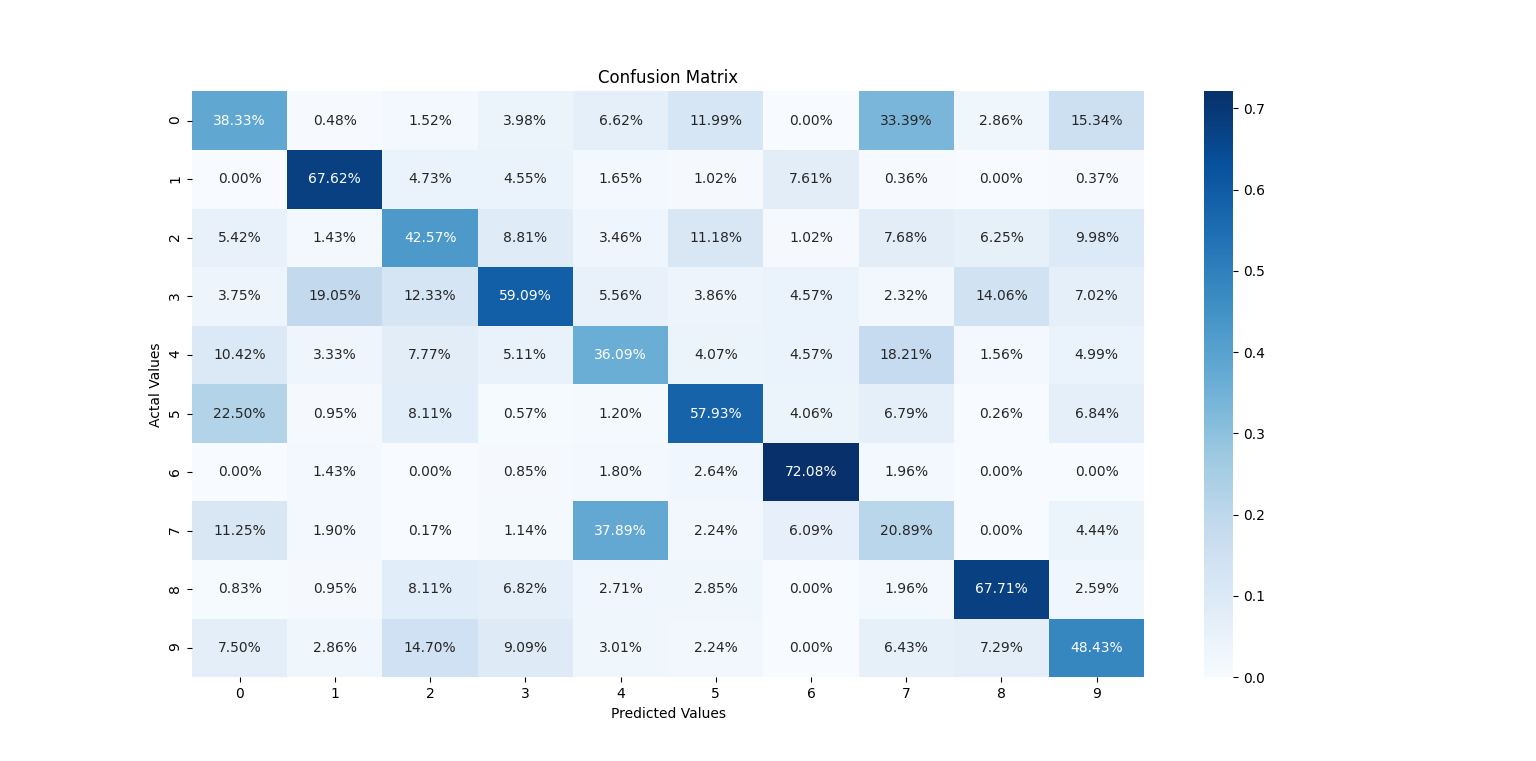 Confusion Matrix
0 38.33% 0.48% 1.52% 3.98% 6.62% 11.99% 0.00% 33.39% 2.86% 15.34%
1 0.00% 67.62% 4.73% 4.55% 1.65% 1.02% 7.61% 0.36% 0.00% 0.37%
2 5.42% 1.43% 42.57% 8.81% 3.46% 11.18% 1.02% 7.68% 6.25% 9.98%
3 3.75% 19.05% 12.33% 59.09% 5.56% 3.86% 4.57% 2.32% 14.06% 7.02%
4 10.42% 3.33% 7.77% 5.11% 36.09% 4.07% 4.57% 18.21% 1.56% 4.99%
5 22.50% 0.95% 8.11% 0.57% 1.20% 57.93% 4.06% 6.79% 0.26% 6.84%
6 0.00% 1.43% 0.00% 0.85% 1.80% 2.64% 72.08% 1.96% 0.00% 0.00%
7 11.25% 1.90% 0.17% 1.14% 37.89% 2.24% 6.09% 20.89% 0.00% 4.44%
8 0.83% 0.95% 8.11% 6.82% 2.71% 2.85% 0.00% 1.96% 67.71% 2.59%
9 7.50% 2.86% 14.70% 9.09% 3.01% 2.24% 0.00% 6.43% 7.29% 48.43%
0 1 2 3 4 5 6 7 8 9
Predicted Values
Actal Values
0.7
0.6
0.5
0.4
0.3
0.2
0.1
0.0